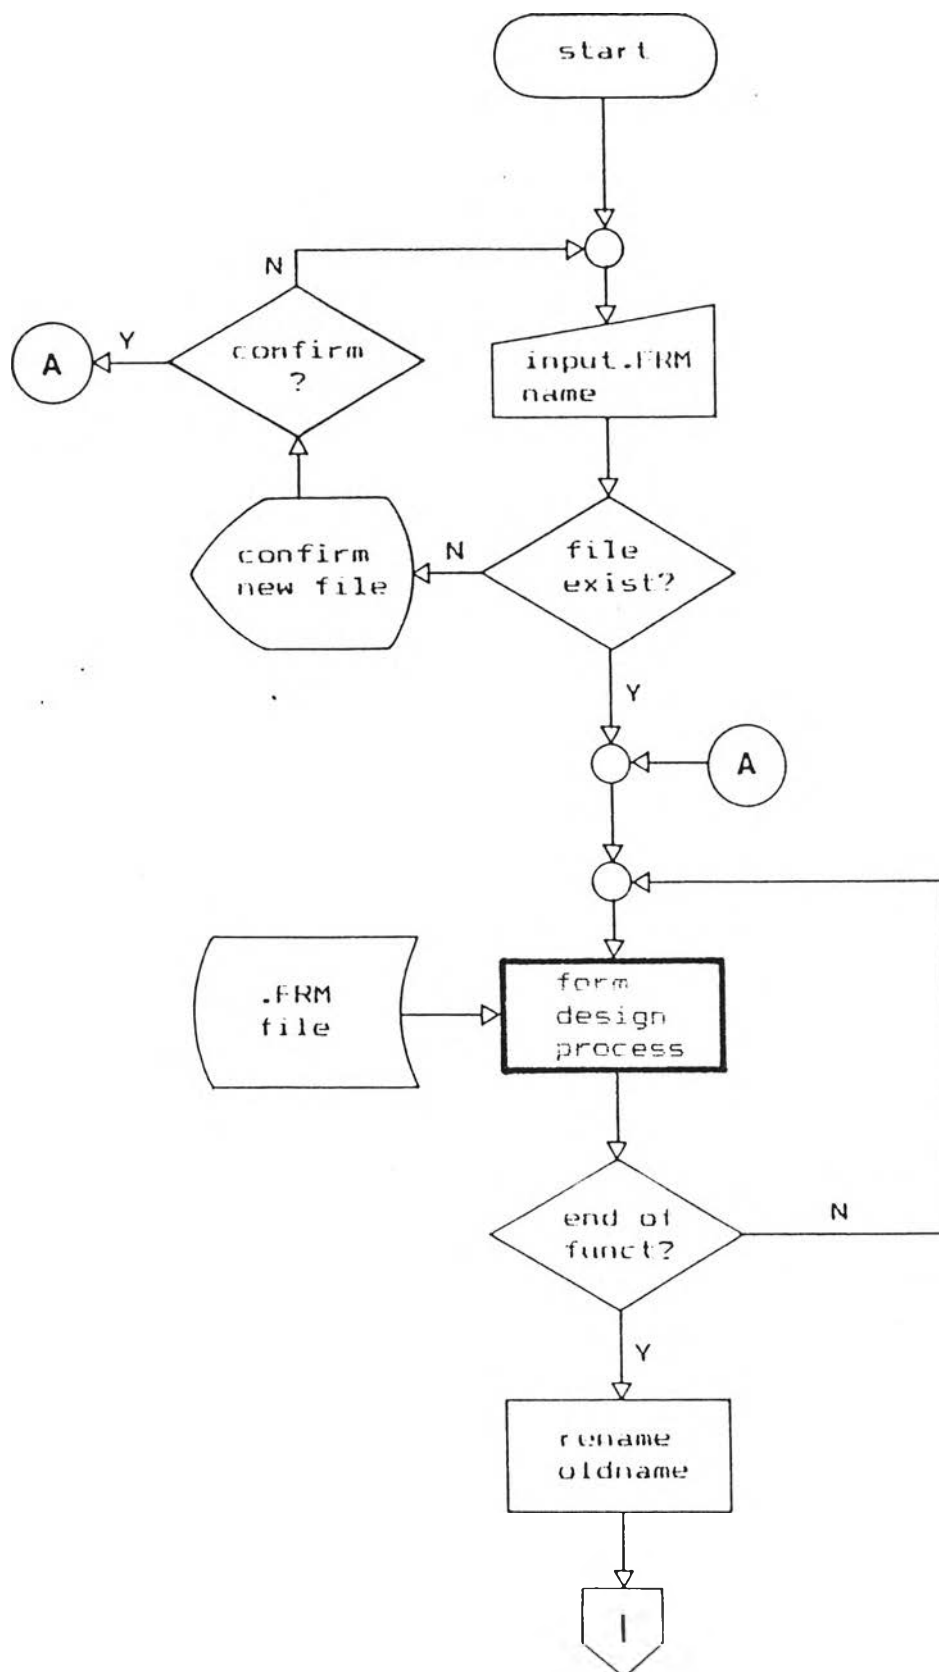 start
N
Y
A
confirm
?
input.FRM
name
confirm
new file
N
file
exist?
Y
A
.FRM
file
form
design
process
end of
funct?
N
Y
rename
oldname
I